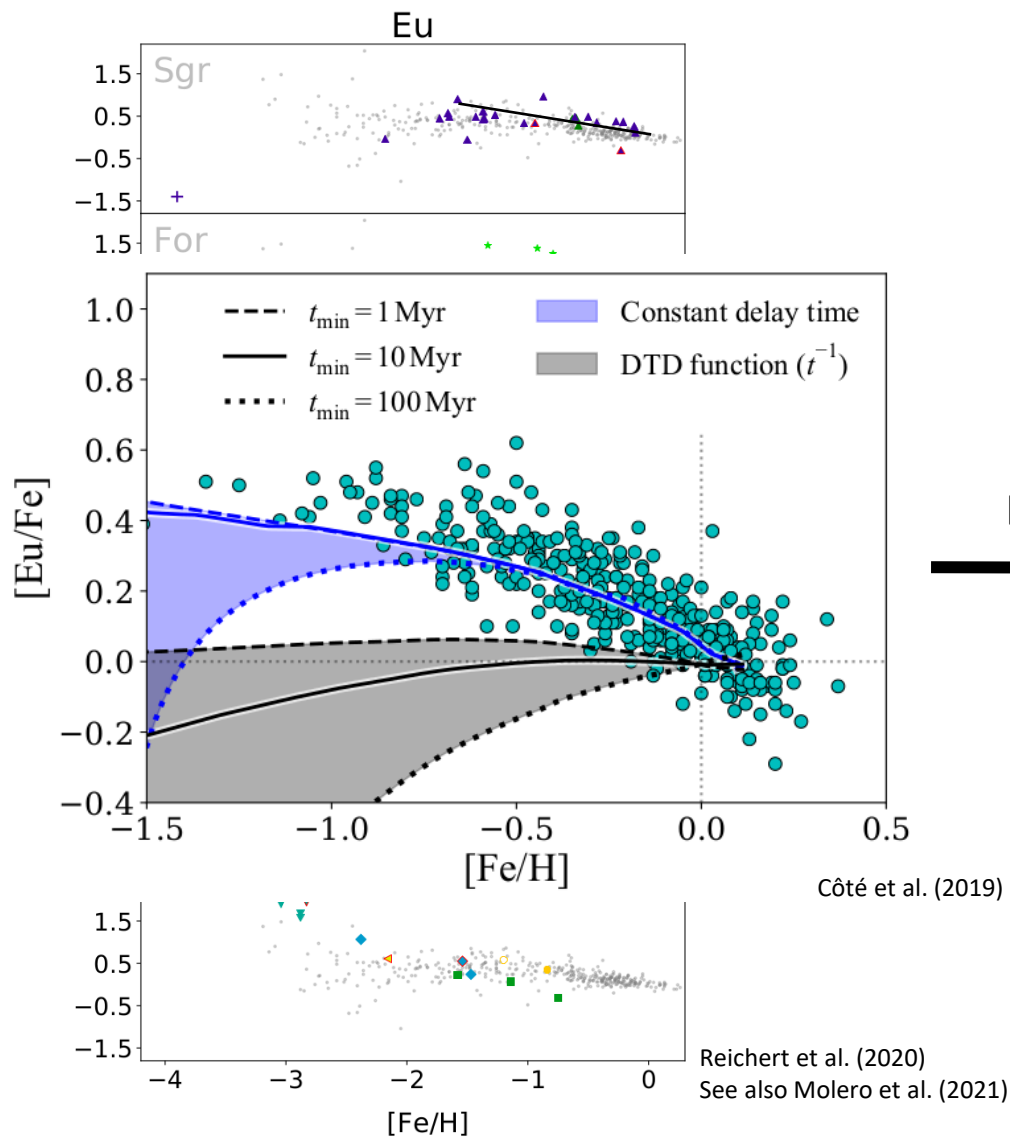 Eu
Sgr
1.5
0.5
−0.5
−1.5
For
1.5
t_min = 1 Myr
t_min = 10 Myr
t_min = 100 Myr
Constant delay time
DTD function (t⁻¹)
[Eu/Fe]
1.0
0.8
0.6
0.4
0.2
0.0
−0.2
−0.4
−1.5 −1.0 −0.5 0.0 0.5
[Fe/H]
Côté et al. (2019)
1.5
0.5
−0.5
−1.5
−4 −3 −2 −1 0
[Fe/H]
Reichert et al. (2020)
See also Molero et al. (2021)